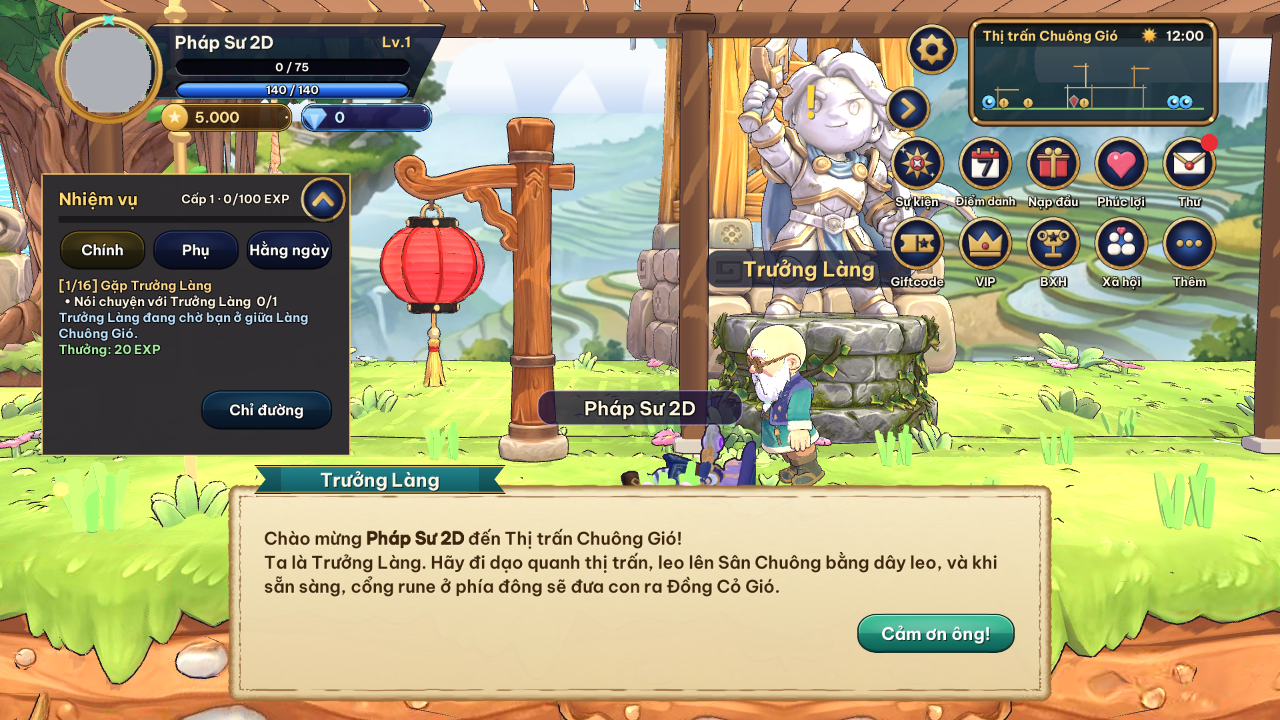 Pháp Sư 2D
Lv.1
0 / 75
140 / 140
5.000
0
Thị trấn Chuông Gió
12:00
Nhiệm vụ
Cấp 1 · 0/100 EXP
Chính
Phụ
Hằng ngày
[1/16] Gặp Trưởng Làng
• Nói chuyện với Trưởng Làng 0/1
Trưởng Làng đang chờ bạn ở giữa Làng
Chuông Gió.
Thưởng: 20 EXP
Chỉ đường
7
Sự kiện
Điểm danh
Nạp đầu
Phúc lợi
Thư
Giftcode
VIP
BXH
Xã hội
Thêm
!
Trưởng Làng
Pháp Sư 2D
Trưởng Làng
Chào mừng Pháp Sư 2D đến Thị trấn Chuông Gió!
Ta là Trưởng Làng. Hãy đi dạo quanh thị trấn, leo lên Sân Chuông bằng dây leo, và khi
sẵn sàng, cổng rune ở phía đông sẽ đưa con ra Đồng Cỏ Gió.
Cảm ơn ông!